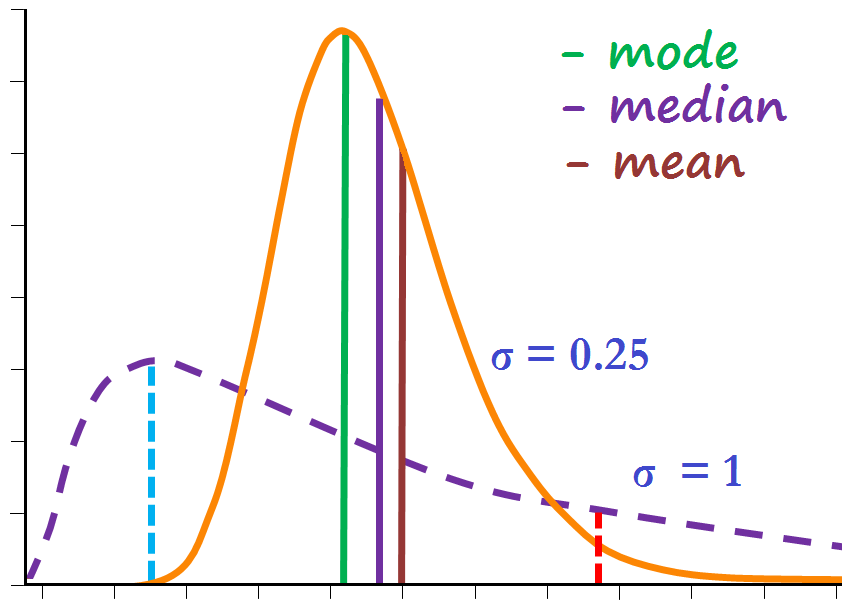 - mode
- median
- mean
σ = 0.25
σ = 1